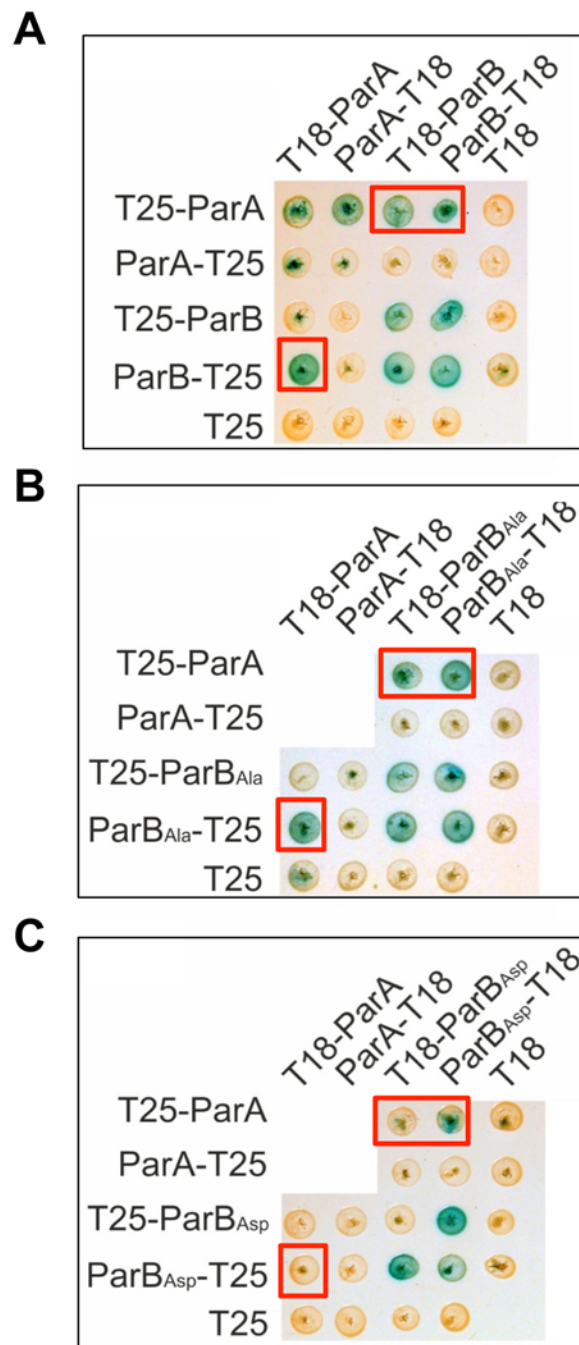 A
T18-ParA
ParA-T18
T18-ParB
ParB-T18
T18
T25-ParA
ParA-T25
T25-ParB
ParB-T25
T25
B
T18-ParA
ParA-T18
T18-ParBAla
ParBAla-T18
T18
T25-ParA
ParA-T25
T25-ParBAla
ParBAla-T25
T25
C
T18-ParA
ParA-T18
T18-ParBAsp
ParBAsp-T18
T18
T25-ParA
ParA-T25
T25-ParBAsp
ParBAsp-T25
T25